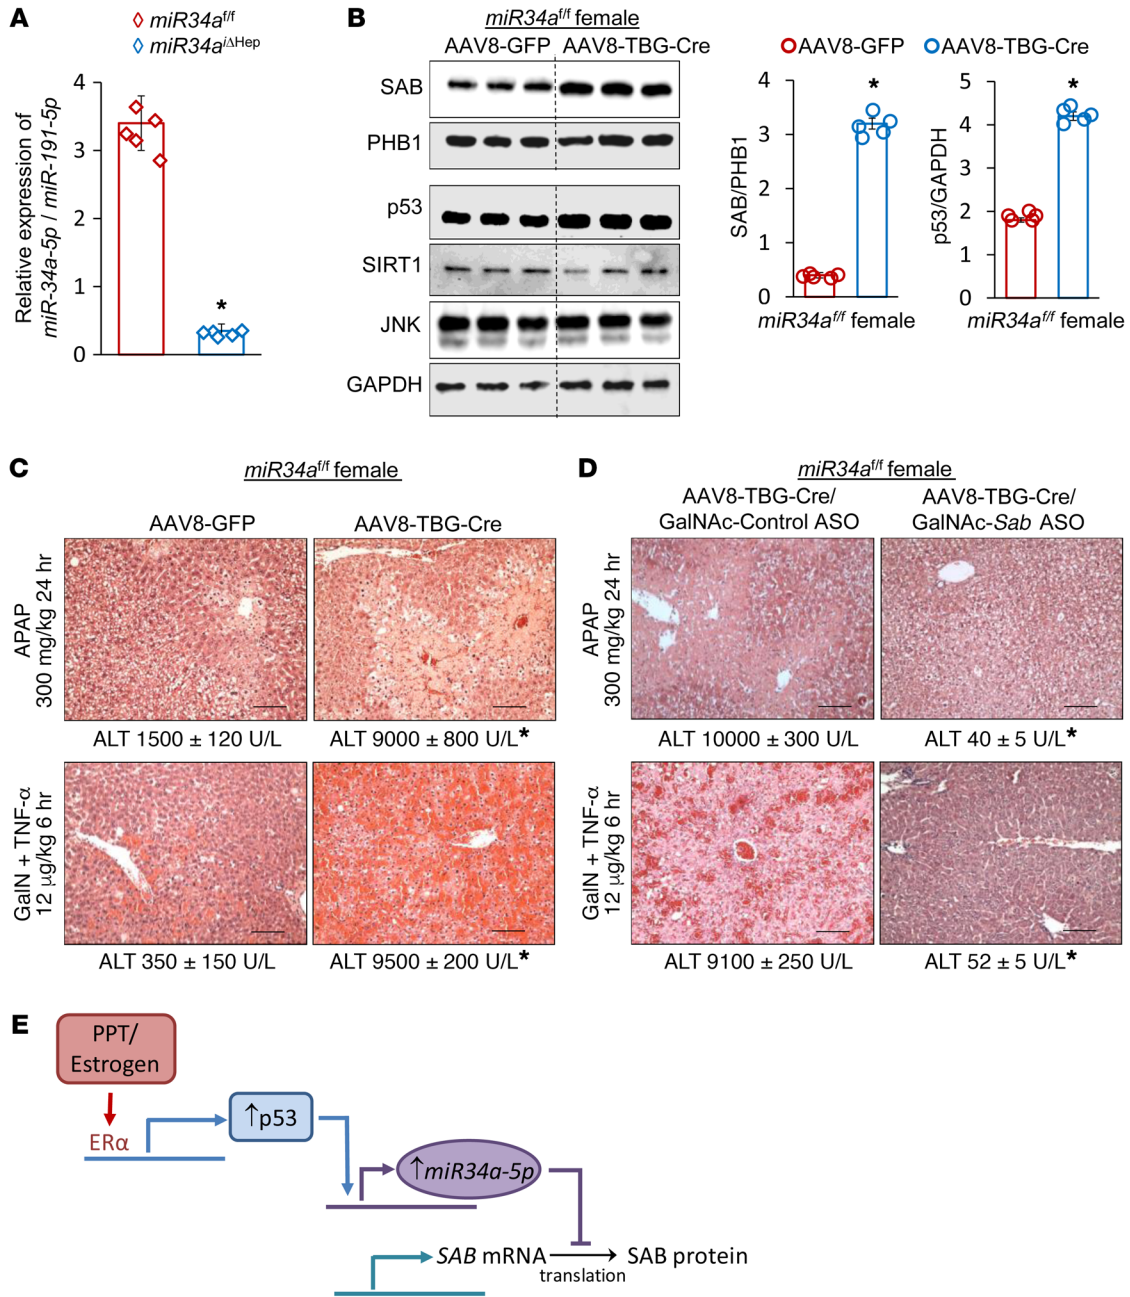 A
miR34a^f/f
miR34a^iΔHep
Relative expression of
miR-34a-5p / miR-191-5p
4
3
2
1
0
*
B
miR34a^f/f female
AAV8-GFP AAV8-TBG-Cre
SAB
PHB1
p53
SIRT1
JNK
GAPDH
AAV8-GFP AAV8-TBG-Cre
SAB/PHB1
4
3
2
1
0
*
miR34a^f/f female
p53/GAPDH
5
4
3
2
1
0
*
miR34a^f/f female
C
miR34a^f/f female
AAV8-GFP
AAV8-TBG-Cre
APAP
300 mg/kg 24 hr
ALT 1500 ± 120 U/L
ALT 9000 ± 800 U/L*
GalN + TNF-α
12 µg/kg 6 hr
ALT 350 ± 150 U/L
ALT 9500 ± 200 U/L*
D
miR34a^f/f female
AAV8-TBG-Cre/
GalNAc-Control ASO
AAV8-TBG-Cre/
GalNAc-Sab ASO
APAP
300 mg/kg 24 hr
ALT 10000 ± 300 U/L
ALT 40 ± 5 U/L*
GalN + TNF-α
12 µg/kg 6 hr
ALT 9100 ± 250 U/L
ALT 52 ± 5 U/L*
E
PPT/
Estrogen
ERα
↑p53
↑miR34a-5p
SAB mRNA
translation
SAB protein